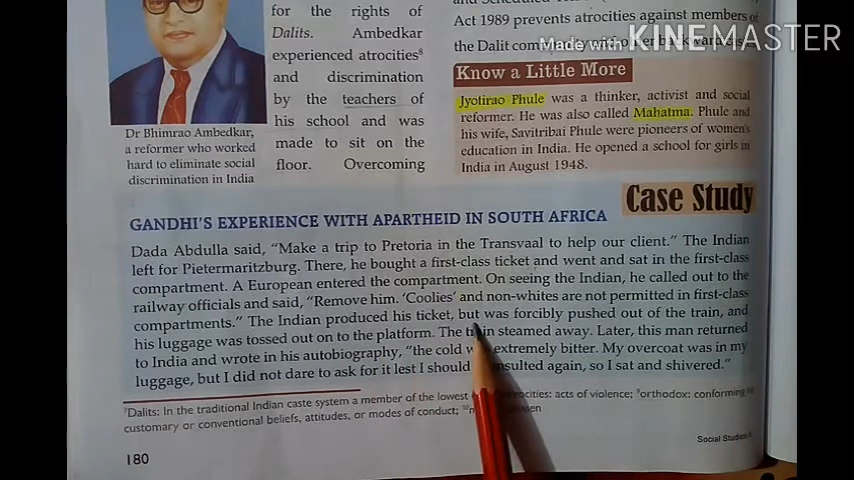 for the rights of
Dalits. Ambedkar
experienced atrocities⁸
and discrimination
by the teachers of
his school and was
made to sit on the
floor. Overcoming
Dr Bhimrao Ambedkar,
a reformer who worked
hard to eliminate social
discrimination in India
Act 1989 prevents atrocities against members of
the Dalit
Made with KINEMASTER
Know a Little More
Jyotirao Phule was a thinker, activist and social
reformer. He was also called Mahatma. Phule and
his wife, Savitribai Phule were pioneers of women's
education in India. He opened a school for girls in
India in August 1948.
Case Study
GANDHI'S EXPERIENCE WITH APARTHEID IN SOUTH AFRICA
Dada Abdulla said, "Make a trip to Pretoria in the Transvaal to help our client." The Indian
left for Pietermaritzburg. There, he bought a first-class ticket and went and sat in the first-class
compartment. A European entered the compartment. On seeing the Indian, he called out to the
railway officials and said, "Remove him. 'Coolies' and non-whites are not permitted in first-class
compartments." The Indian produced his ticket, but was forcibly pushed out of the train, and
his luggage was tossed out on to the platform. The train steamed away. Later, this man returned
to India and wrote in his autobiography, "the cold extremely bitter. My overcoat was in my
luggage, but I did not dare to ask for it lest I should insulted again, so I sat and shivered."
⁷Dalits: In the traditional Indian caste system a member of the lowest acts of violence; ⁹orthodox: conforming to
customary or conventional beliefs, attitudes, or modes of conduct;
Social Studies
180